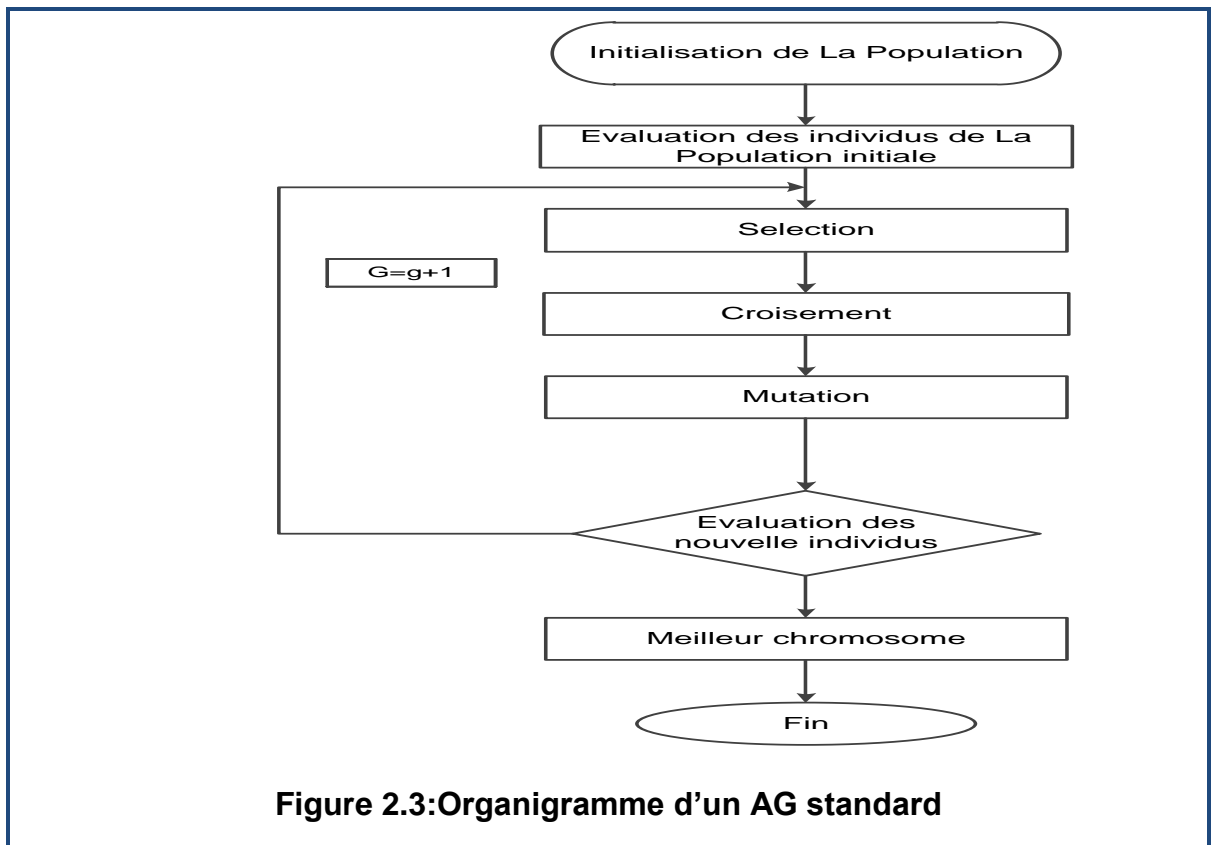 Initialisation de La Population
Evaluation des individus de La
Population initiale
Selection
G=g+1
Croisement
Mutation
Evaluation des
nouvelle individus
Meilleur chromosome
Fin
Figure 2.3:Organigramme d’un AG standard